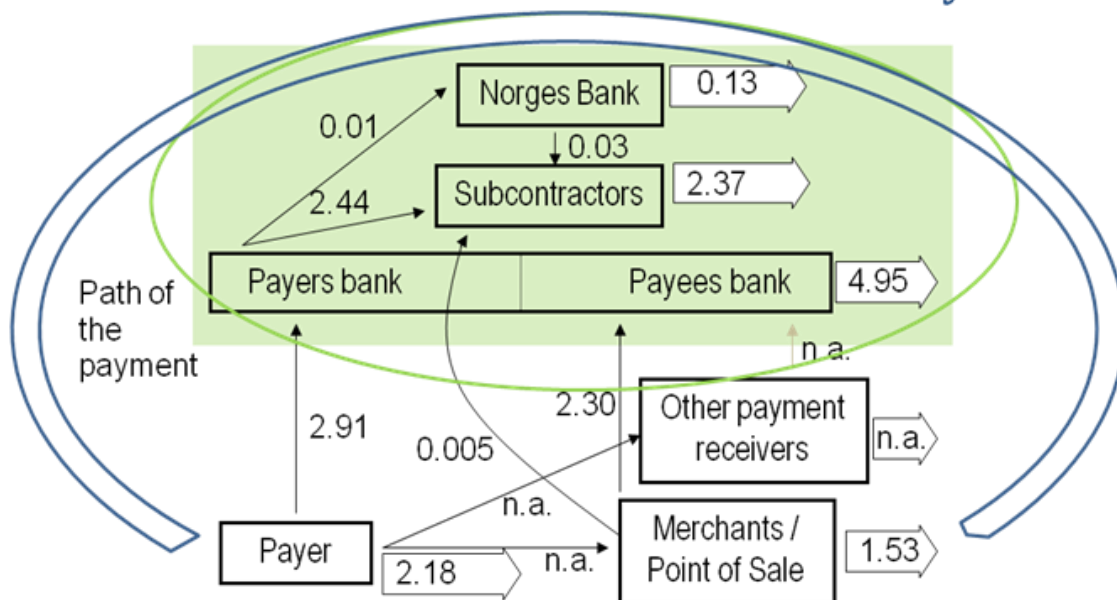 Norges Bank
0.13
0.01
0.03
Subcontractors
2.37
2.44
Payers bank
Payees bank
4.95
Path of
the
payment
n.a.
2.91
2.30
Other payment
receivers
n.a.
0.005
n.a.
Payer
2.18
n.a.
Merchants /
Point of Sale
1.53